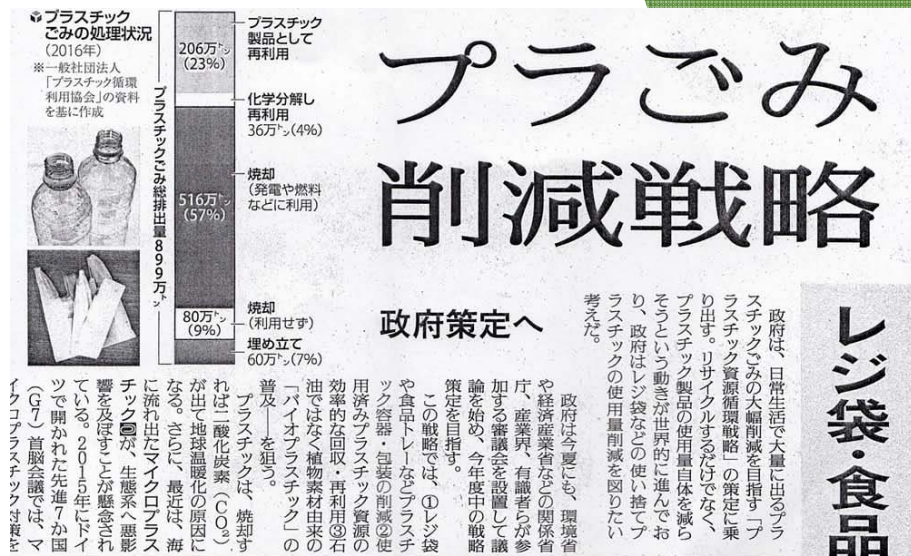 プラごみ
削減戦略
政府策定へ
レジ袋・食品
政府は、日常生活で大量に出るプラ
スチックごみの大幅削減を目指す「プ
ラスチック資源循環戦略」の策定に乗
り出す。リサイクルするだけでなく、
プラスチック製品の使用量自体を減ら
そうという動きが世界的に進んでお
り、政府はレジ袋などの使い捨てプ
ラスチックの使用量削減を図りたい
考えだ。
政府は今夏にも、環境省
や経済産業省などの関係省
庁、産業界、有識者らが参
加する審議会を設置して議
論を始め、今年度中の戦略
策定を目指す。
この戦略では、①レジ袋
や食品トレーなどプラスチ
ック容器・包装の削減②使
用済みプラスチック資源の
効率的な回収・再利用③石
油ではなく植物素材由来の
「バイオプラスチック」の
普及――を狙う。
プラスチックは、焼却す
れば二酸化炭素（CO₂）
が出て地球温暖化の原因に
なる。さらに、最近は、海
に流れ出たマイクロプラス
チックが、生態系へ悪影
響を及ぼすことが懸念され
ている。2015年にドイ
ツで開かれた先進7か国
（G7）首脳会議では、マ
イクロプラスチック対策を
プラスチック
ごみの処理状況
（2016年）
※一般社団法人
「プラスチック循環
利用協会」の資料
を基に作成
プラスチックごみ総排出量899万トン
206万トン
（23%）
プラスチック
製品として
再利用
化学分解し
再利用
36万トン（4%）
516万トン
（57%）
焼却
（発電や燃料
などに利用）
80万トン
（9%）
焼却
（利用せず）
埋め立て
60万トン（7%）